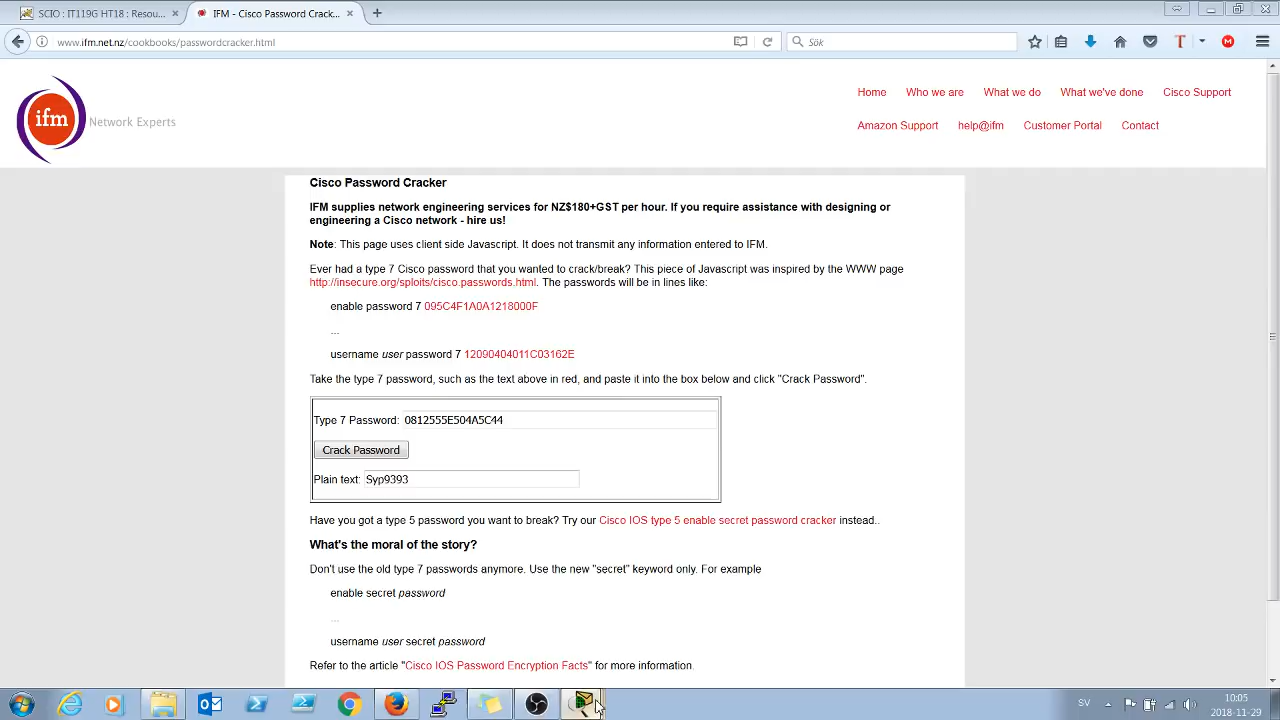 SCIO : IT119G HT18 : Resou...
IFM - Cisco Password Crack...
www.ifm.net.nz/cookbooks/passwordcracker.html
Sök
ifm
Network Experts
Home Who we are What we do What we've done Cisco Support
Amazon Support help@ifm Customer Portal Contact
Cisco Password Cracker
IFM supplies network engineering services for NZ$180+GST per hour. If you require assistance with designing or
engineering a Cisco network - hire us!
Note: This page uses client side Javascript. It does not transmit any information entered to IFM.
Ever had a type 7 Cisco password that you wanted to crack/break? This piece of Javascript was inspired by the WWW page
http://insecure.org/sploits/cisco.passwords.html. The passwords will be in lines like:
enable password 7 095C4F1A0A1218000F
...
username user password 7 12090404011C03162E
Take the type 7 password, such as the text above in red, and paste it into the box below and click "Crack Password".
Type 7 Password: 0812555E504A5C44
Crack Password
Plain text: Syp9393
Have you got a type 5 password you want to break? Try our Cisco IOS type 5 enable secret password cracker instead..
What's the moral of the story?
Don't use the old type 7 passwords anymore. Use the new "secret" keyword only. For example
enable secret password
...
username user secret password
Refer to the article "Cisco IOS Password Encryption Facts" for more information.
SV
10:05
2018-11-29